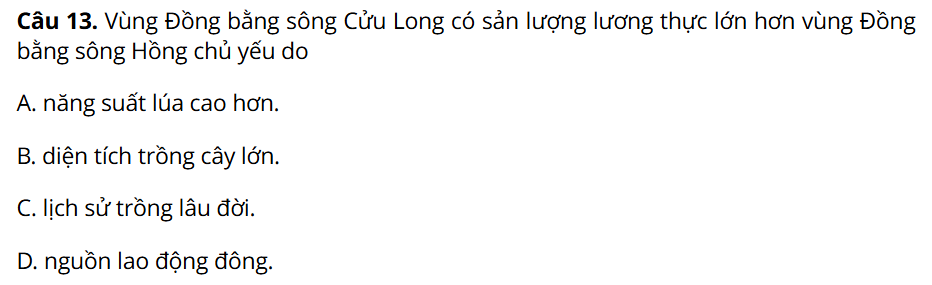 Câu 13. Vùng Đồng bằng sông Cửu Long có sản lượng lương thực lớn hơn vùng Đồng
bằng sông Hồng chủ yếu do
A. năng suất lúa cao hơn.
B. diện tích trồng cây lớn.
C. lịch sử trồng lâu đời.
D. nguồn lao động đông.